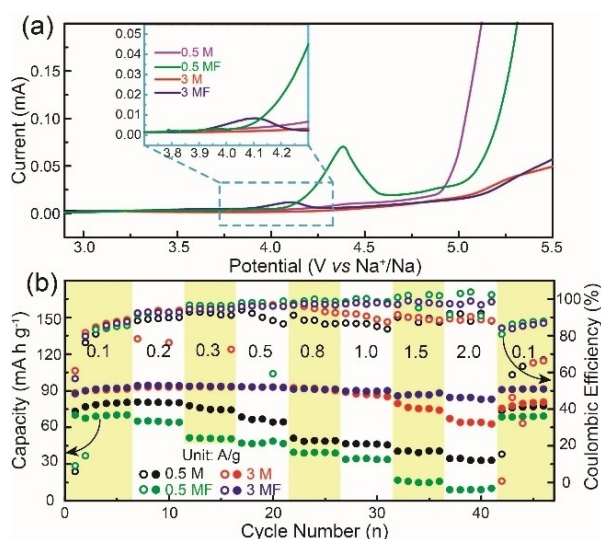 (a)
0.05
0.04
0.03
0.02
0.01
0.00
0.5 M
0.5 MF
3 M
3 MF
3.8 3.9 4.0 4.1 4.2
0.15
0.10
0.05
0.00
Current (mA)
3.0 3.5 4.0 4.5 5.0 5.5
Potential (V vs Na⁺/Na)
(b)
180
150
120
90
60
30
0
Capacity (mA h g⁻¹)
0.1 0.2 0.3 0.5 0.8 1.0 1.5 2.0 0.1
Unit: A/g
0.5 M 3 M
0.5 MF 3 MF
100
80
60
40
20
0
Coulombic Efficiency (%)
0 10 20 30 40
Cycle Number (n)